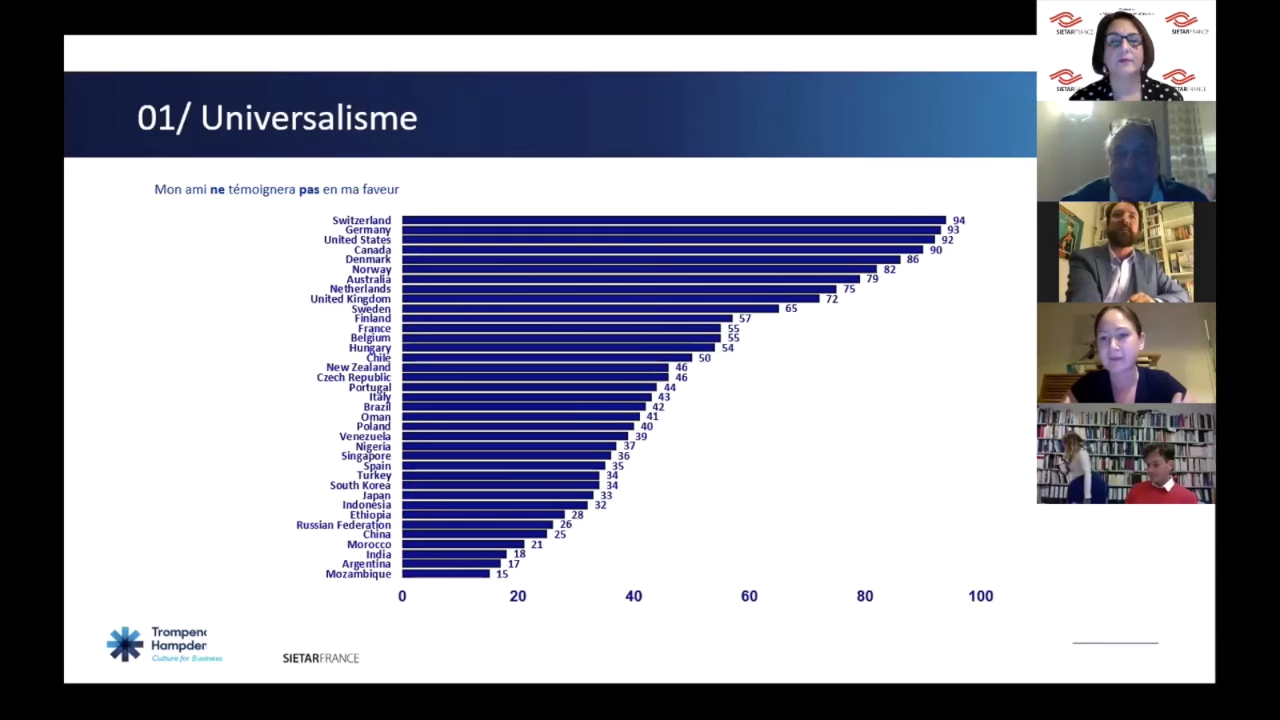 01/ Universalisme
Mon ami ne témoignera pas en ma faveur
Switzerland 94
Germany 93
United States 92
Canada 90
Denmark 86
Norway 82
Australia 79
Netherlands 75
United Kingdom 72
Sweden 65
Finland 57
France 55
Belgium 55
Hungary 54
Chile 50
New Zealand 46
Czech Republic 46
Portugal 44
Italy 43
Brazil 42
Oman 41
Poland 40
Venezuela 39
Nigeria 37
Singapore 36
Spain 35
Turkey 34
South Korea 34
Japan 33
Indonesia 32
Ethiopia 28
Russian Federation 26
China 25
Morocco 21
India 18
Argentina 17
Mozambique 15
0 20 40 60 80 100
Trompen
Hampder
Culture for Business
SIETARFRANCE
SIETARFRANCE
SIETARFRANCE